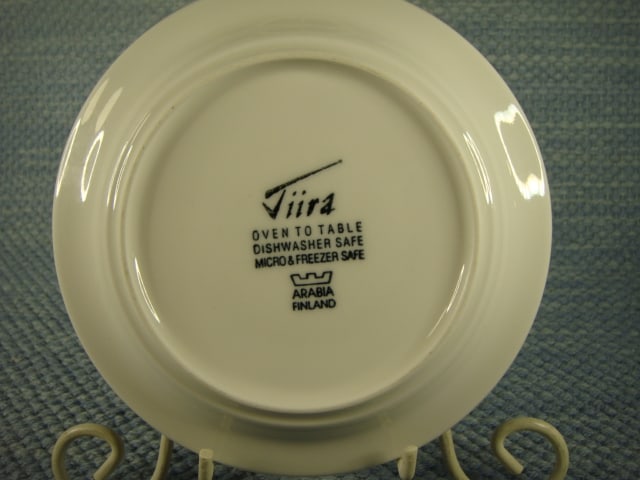 Tiira
OVEN TO TABLE
DISHWASHER SAFE
MICRO & FREEZER SAFE
ARABIA
FINLAND